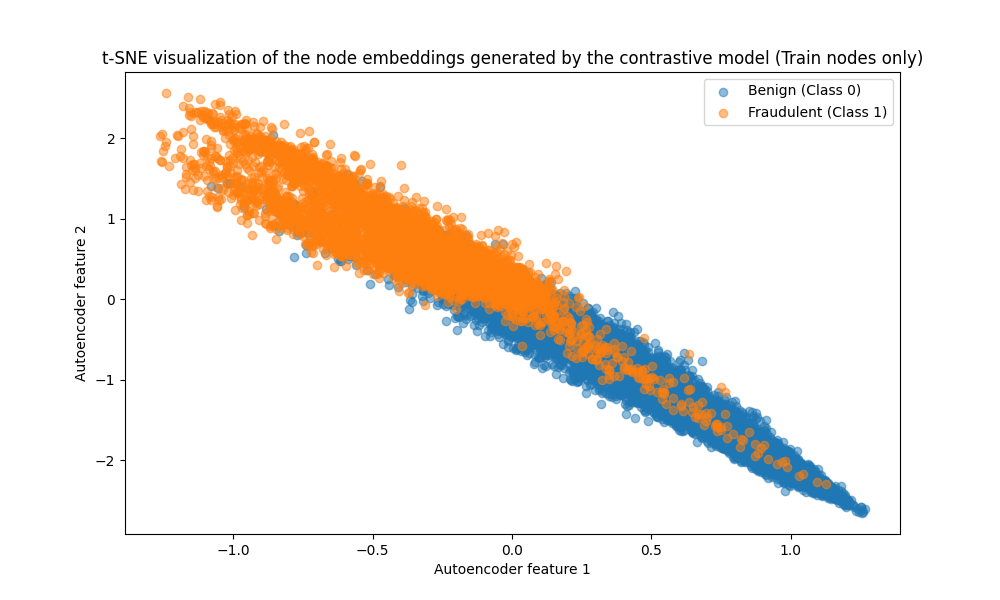 t-SNE visualization of the node embeddings generated by the contrastive model (Train nodes only)
Benign (Class 0)
Fraudulent (Class 1)
Autoencoder feature 2
2
1
0
−1
−2
−1.0 −0.5 0.0 0.5 1.0
Autoencoder feature 1